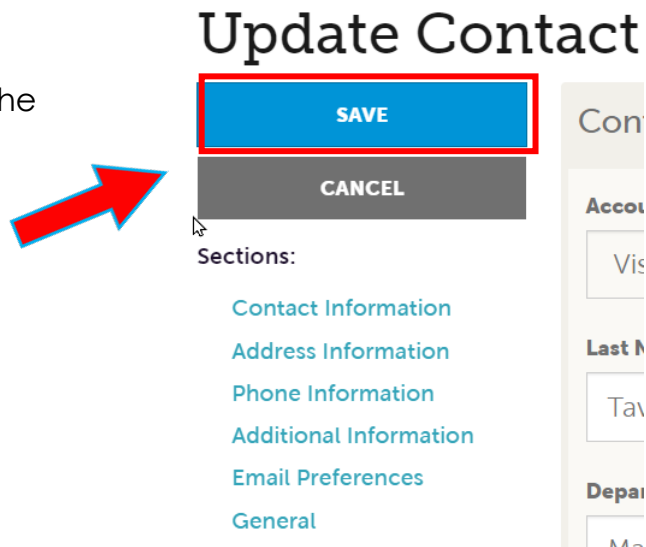 Update Contact
he
SAVE
CANCEL
Sections:
Contact Information
Address Information
Phone Information
Additional Information
Email Preferences
General
Con
Accou
Vis
Last N
Tav
Depar
Ma